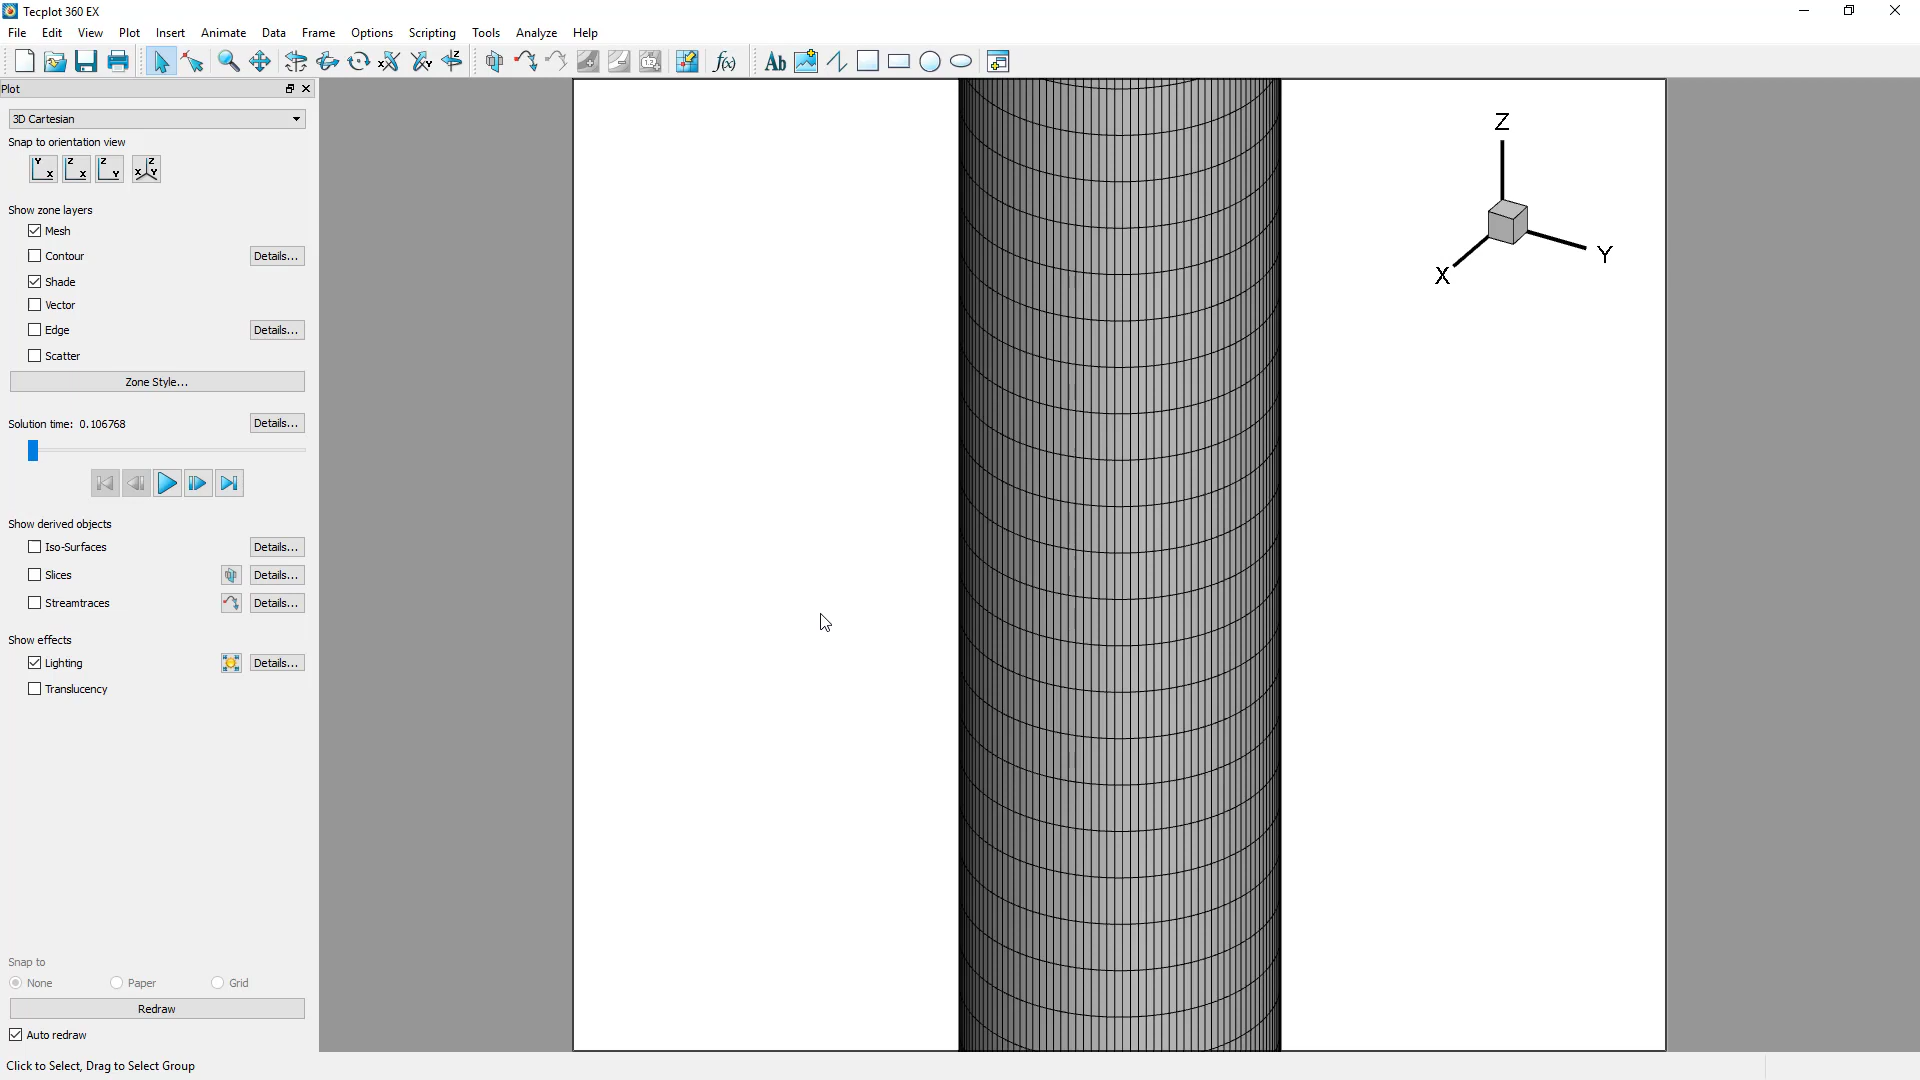 Tecplot 360 EX
File Edit View Plot Insert Animate Data Frame Options Scripting Tools Analyze Help
Ab f(x)
Plot
3D Cartesian
Snap to orientation view
Y X Z X Z Y Z X Y
Show zone layers
Mesh
Contour Details...
Shade
Vector
Edge Details...
Scatter
Zone Style...
Solution time: 0.106768 Details...
Show derived objects
Iso-Surfaces Details...
Slices Details...
Streamtraces Details...
Show effects
Lighting Details...
Translucency
Snap to
None Paper Grid
Redraw
Auto redraw
Click to Select, Drag to Select Group
Z
Y
X